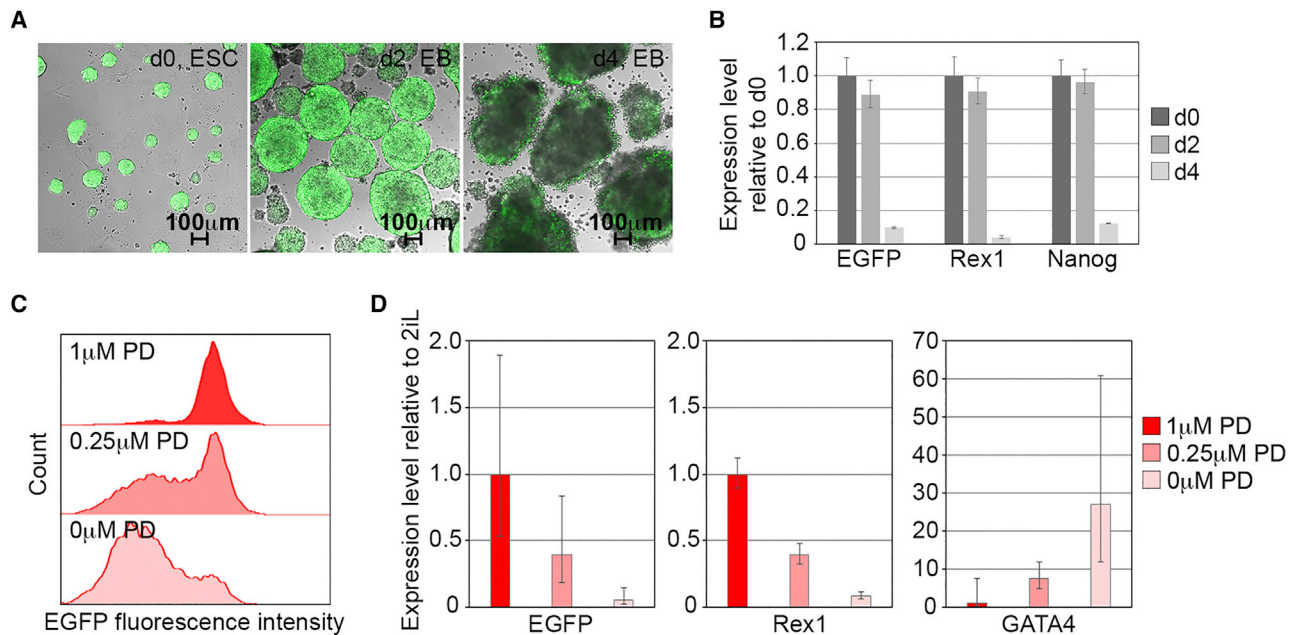 A
d0, ESC
d2, EB
d4, EB
100μm
100μm
100μm
B
Expression level
relative to d0
1.2
1.0
0.8
0.6
0.4
0.2
0
EGFP
Rex1
Nanog
d0
d2
d4
C
Count
1μM PD
0.25μM PD
0μM PD
EGFP fluorescence intensity
D
Expression level relative to 2iL
2.0
1.5
1.0
0.5
0
EGFP
2.0
1.5
1.0
0.5
0
Rex1
70
60
50
40
30
20
10
0
GATA4
1μM PD
0.25μM PD
0μM PD